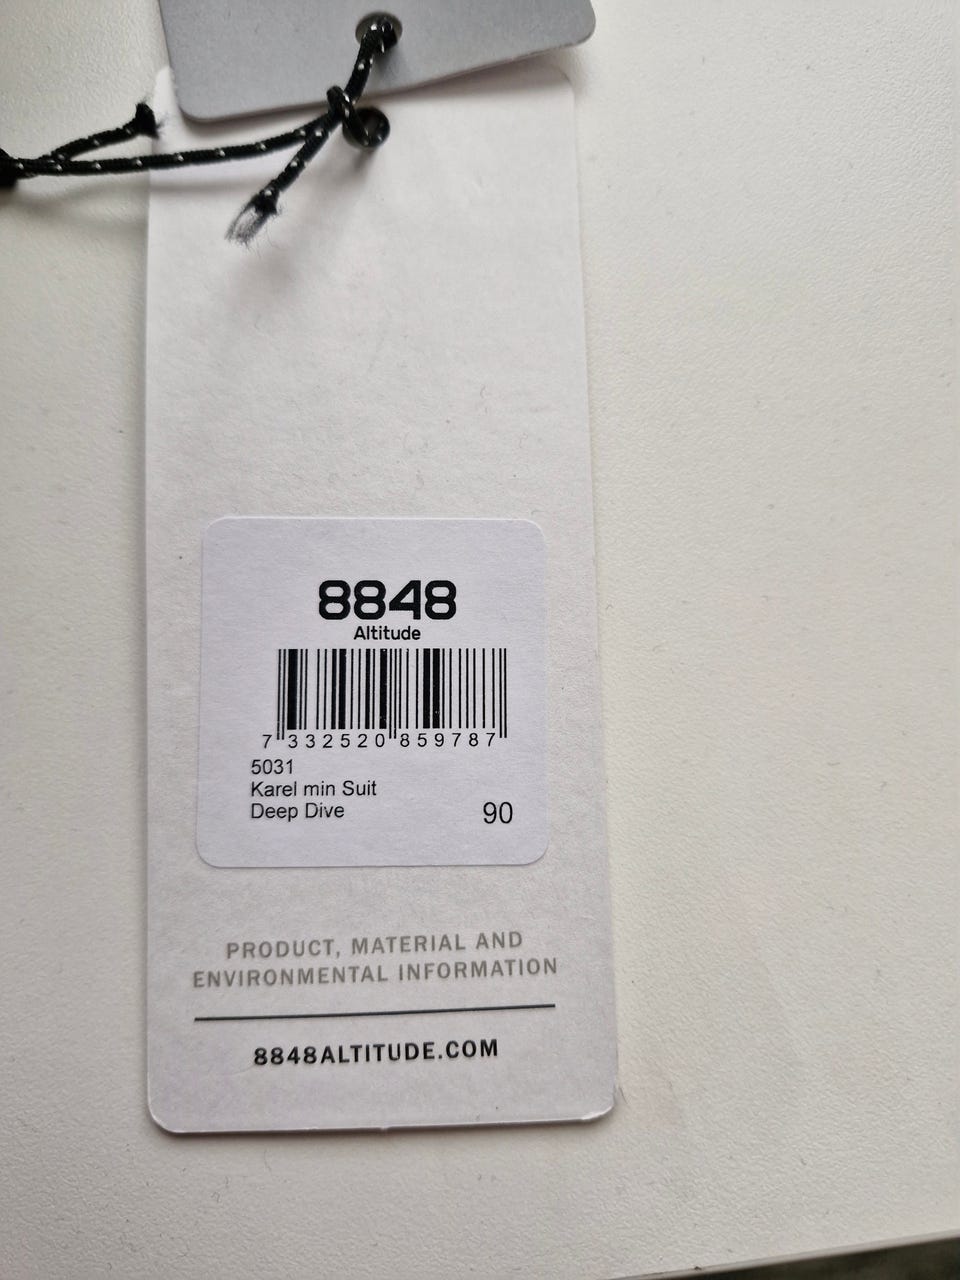 8848
Altitude
7 332520 859787
5031
Karel min Suit
Deep Dive
90
PRODUCT, MATERIAL AND
ENVIRONMENTAL INFORMATION
8848ALTITUDE.COM